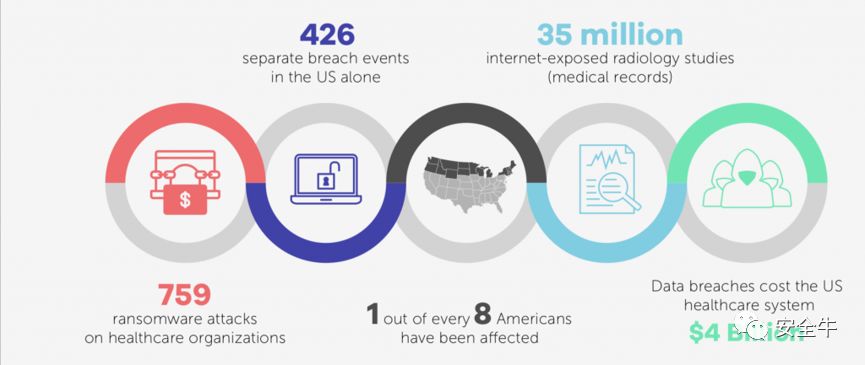 426
separate breach events
in the US alone
35 million
internet-exposed radiology studies
(medical records)
$
759
ransomware attacks
on healthcare organizations
1 out of every 8 Americans
have been affected
Data breaches cost the US
healthcare system
$4 Billion
安全牛